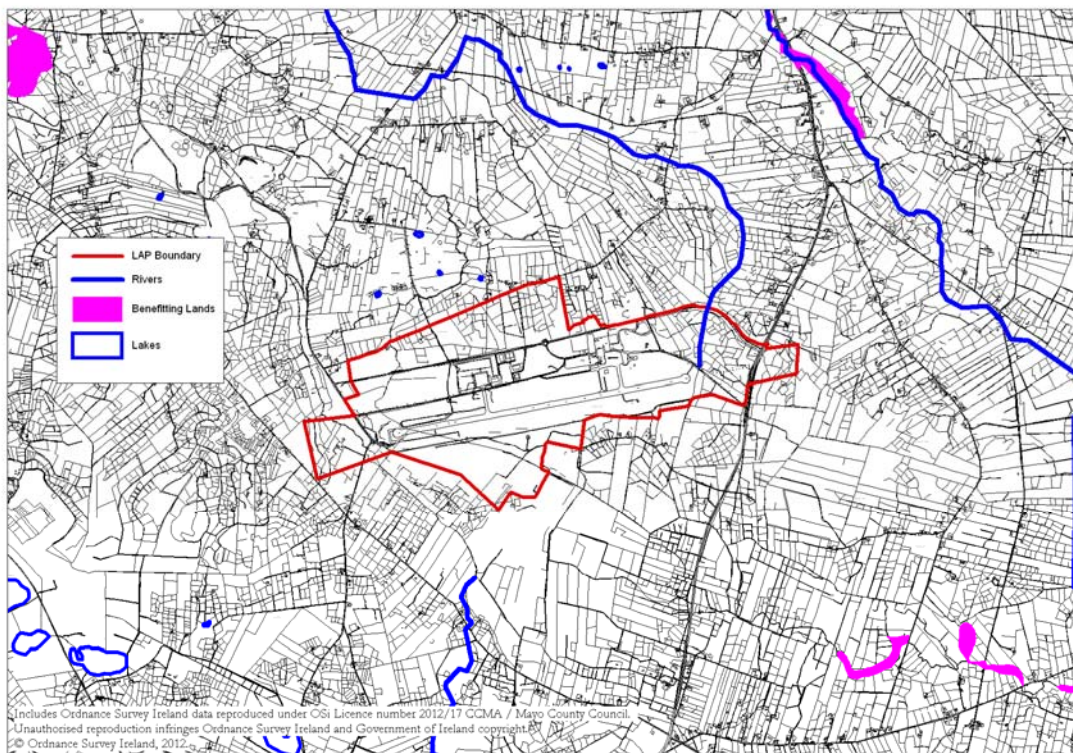 LAP Boundary
Rivers
Benefitting Lands
Lakes
Includes Ordnance Survey Ireland data reproduced under OSi Licence number 2012/17 CCMA / Mayo County Council.
Unauthorised reproduction infringes Ordnance Survey Ireland and Government of Ireland copyright.
© Ordnance Survey Ireland, 2012.